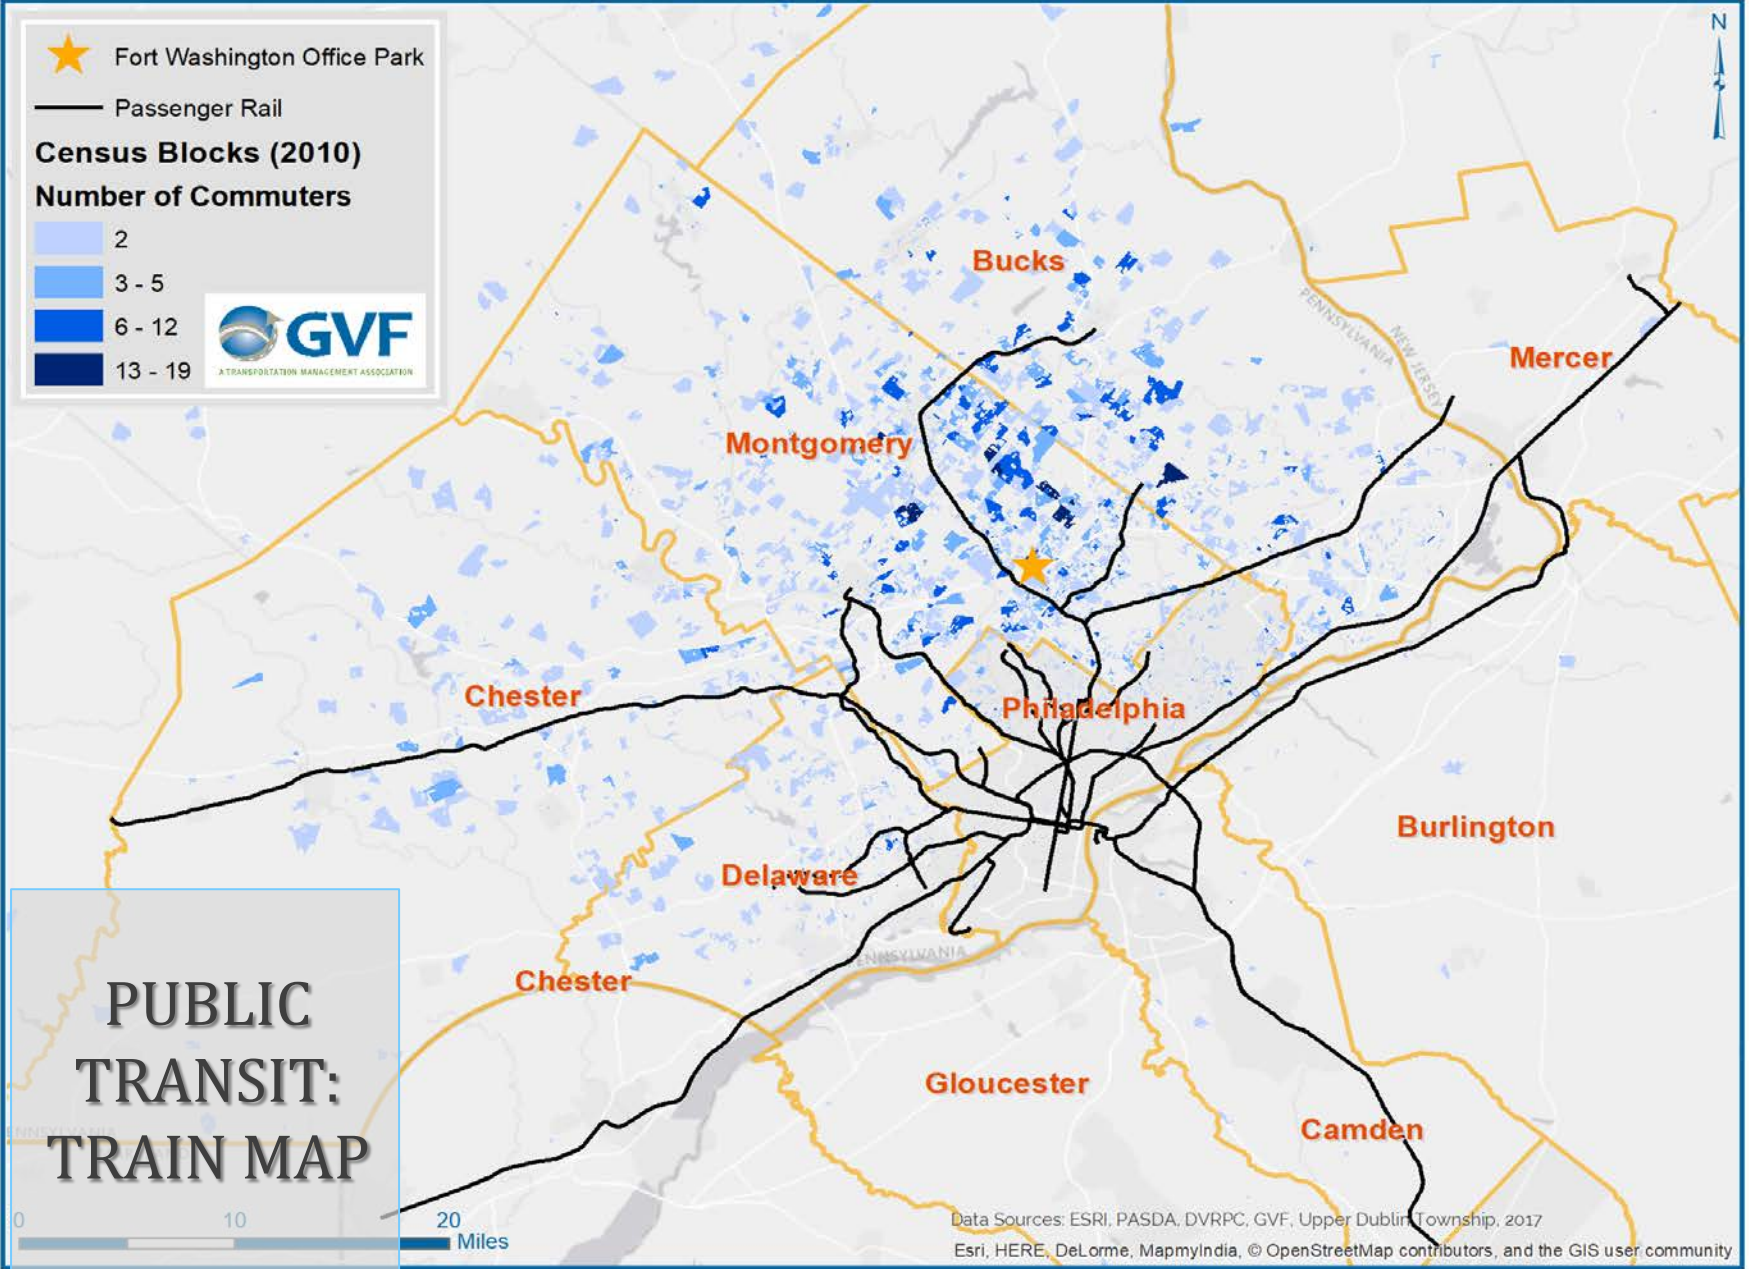 Fort Washington Office Park
Passenger Rail
Census Blocks (2010)
Number of Commuters
2
3 - 5
6 - 12
13 - 19
GVF
A TRANSPORTATION MANAGEMENT ASSOCIATION
N
Bucks
PENNSYLVANIA
NEW JERSEY
Mercer
Montgomery
Chester
Philadelphia
Burlington
Delaware
PENNSYLVANIA
Chester
Gloucester
Camden
PUBLIC
TRANSIT:
TRAIN MAP
0 10 20
Miles
Data Sources: ESRI, PASDA, DVRPC, GVF, Upper Dublin Township, 2017
Esri, HERE, DeLorme, MapmyIndia, © OpenStreetMap contributors, and the GIS user community